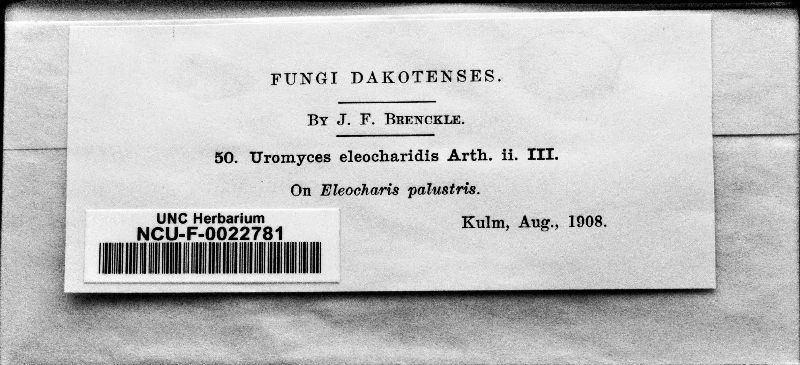 FUNGI DAKOTENSES.
By J. F. Brenckle.
50. Uromyces eleocharidis Arth. ii. III.
On Eleocharis palustris.
Kulm, Aug., 1908.
UNC Herbarium
NCU-F-0022781